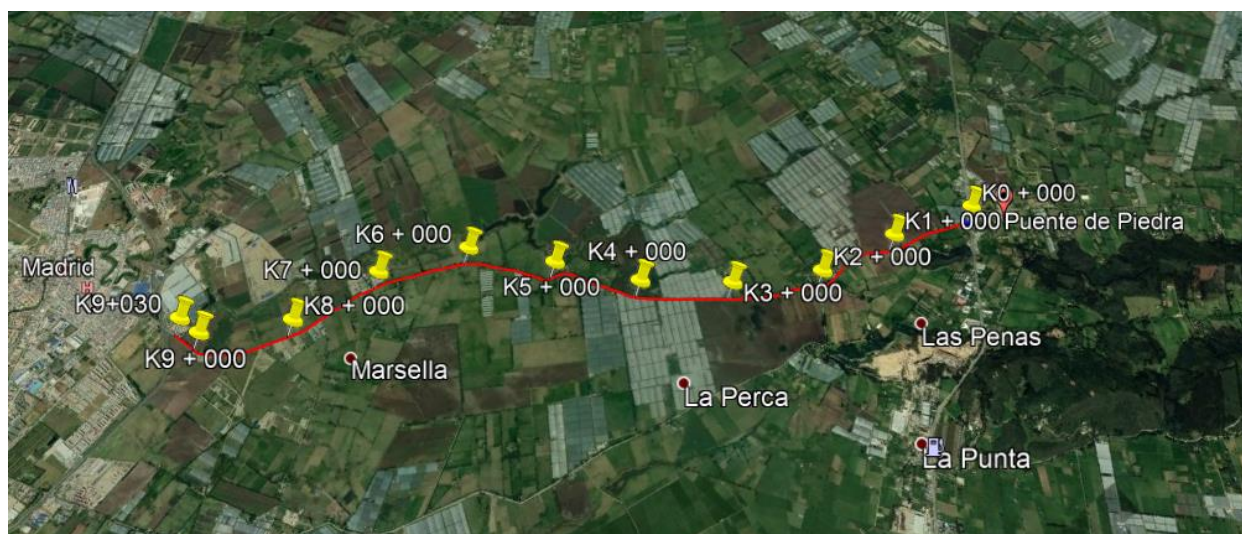 K0 + 000
K1 + 000
Puente de Piedra
K6 + 000
K4 + 000
K2 + 000
Madrid
K7 + 000
K5 + 000
K3 + 000
K9+030
K8 + 000
Las Penas
K9 + 000
Marsella
La Perca
La Punta